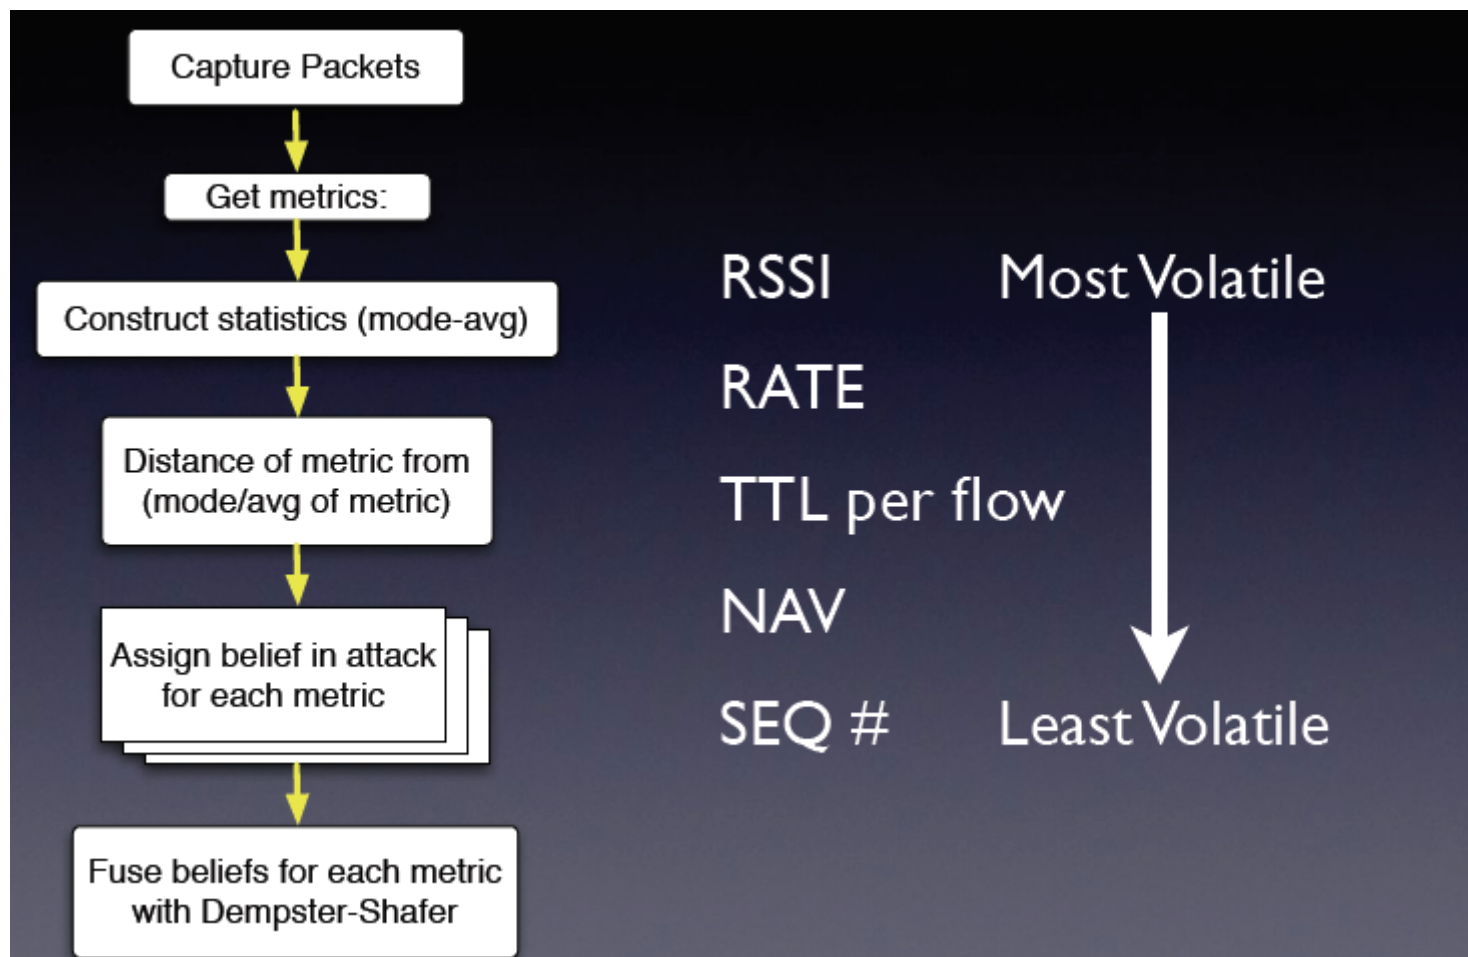 Capture Packets
Get metrics:
Construct statistics (mode-avg)
Distance of metric from
(mode/avg of metric)
Assign belief in attack
for each metric
Fuse beliefs for each metric
with Dempster-Shafer
RSSI
Most Volatile
RATE
TTL per flow
NAV
SEQ #
Least Volatile